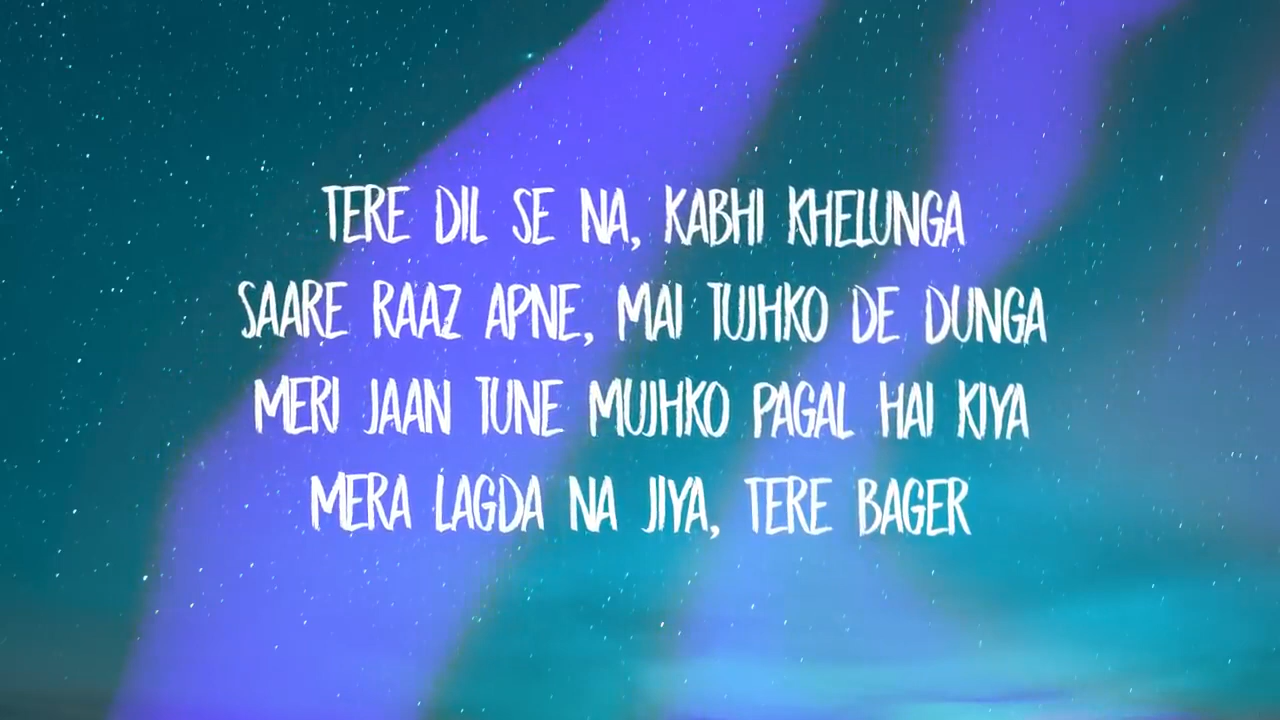 TERE DIL SE NA, KABHI KHELUNGA
SAARE RAAZ APNE, MAI TUJHKO DE DUNGA
MERI JAAN TUNE MUJHKO PAGAL HAI KIYA
MERA LAGDA NA JIYA, TERE BAGER